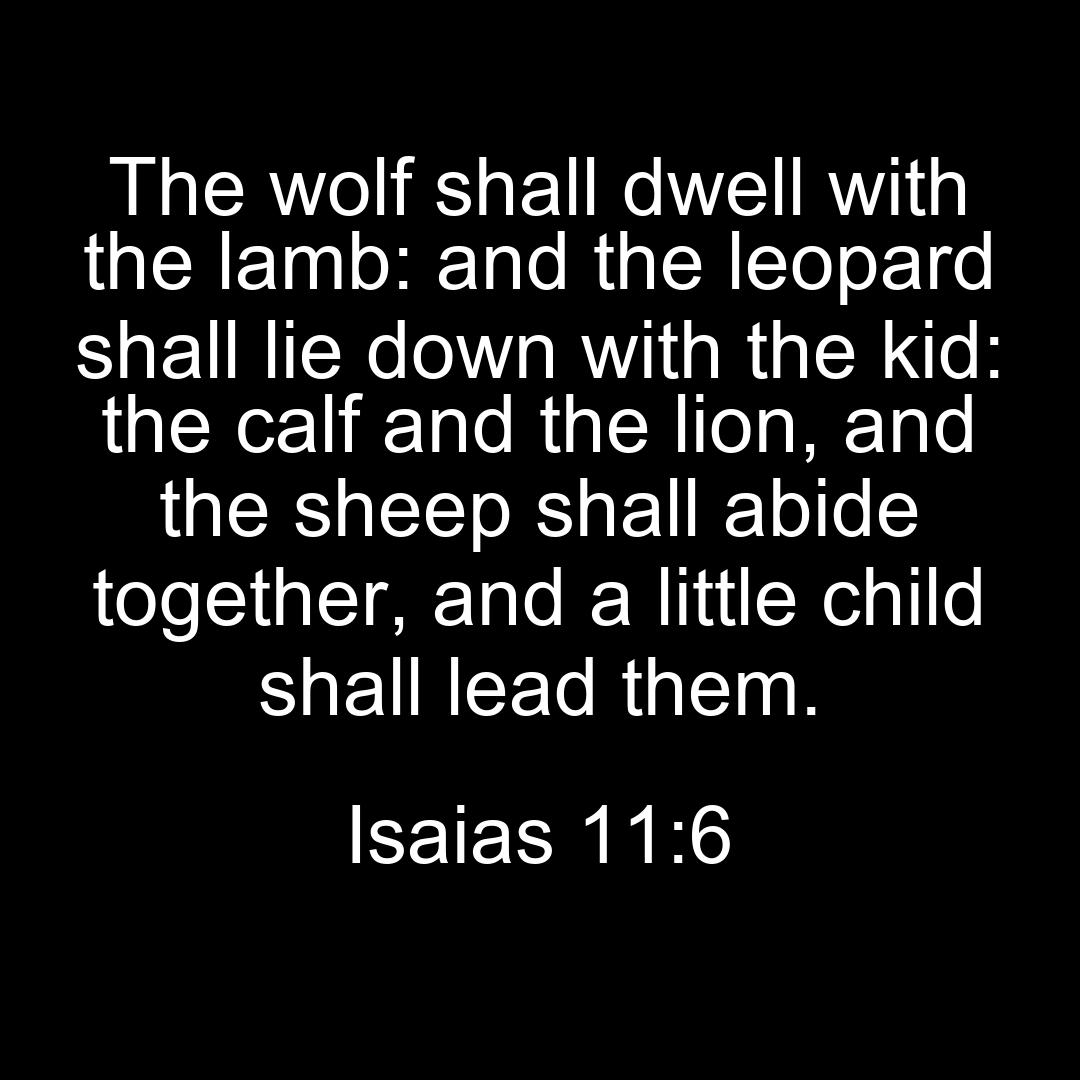 The wolf shall dwell with
the lamb: and the leopard
shall lie down with the kid:
the calf and the lion, and
the sheep shall abide
together, and a little child
shall lead them.
Isaias 11:6